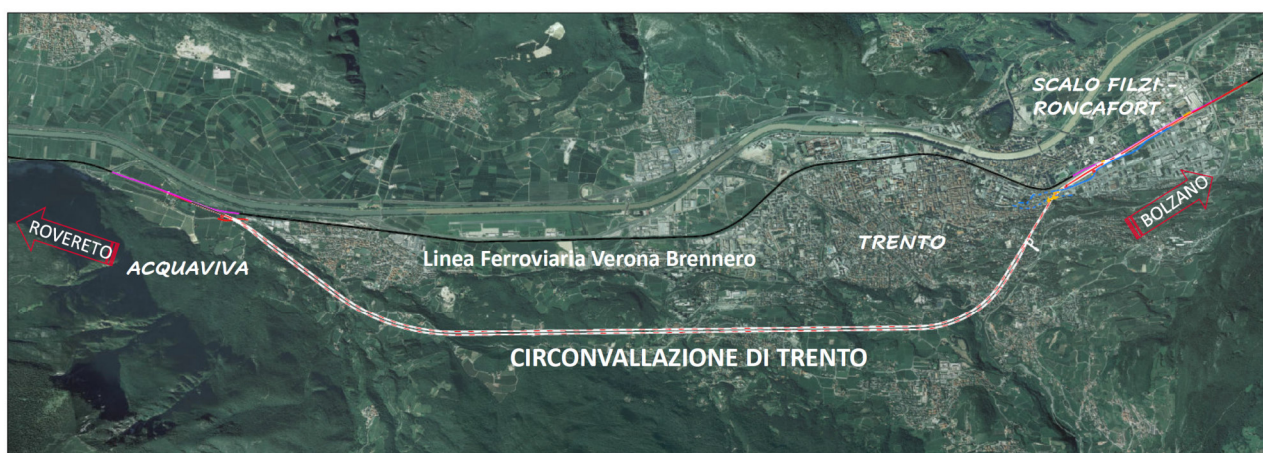 SCALO FILZI -
RONCAFORT
BOLZANO
ROVERETO
TRENTO
ACQUAVIVA
Linea Ferroviaria Verona Brennero
CIRCONVALLAZIONE DI TRENTO